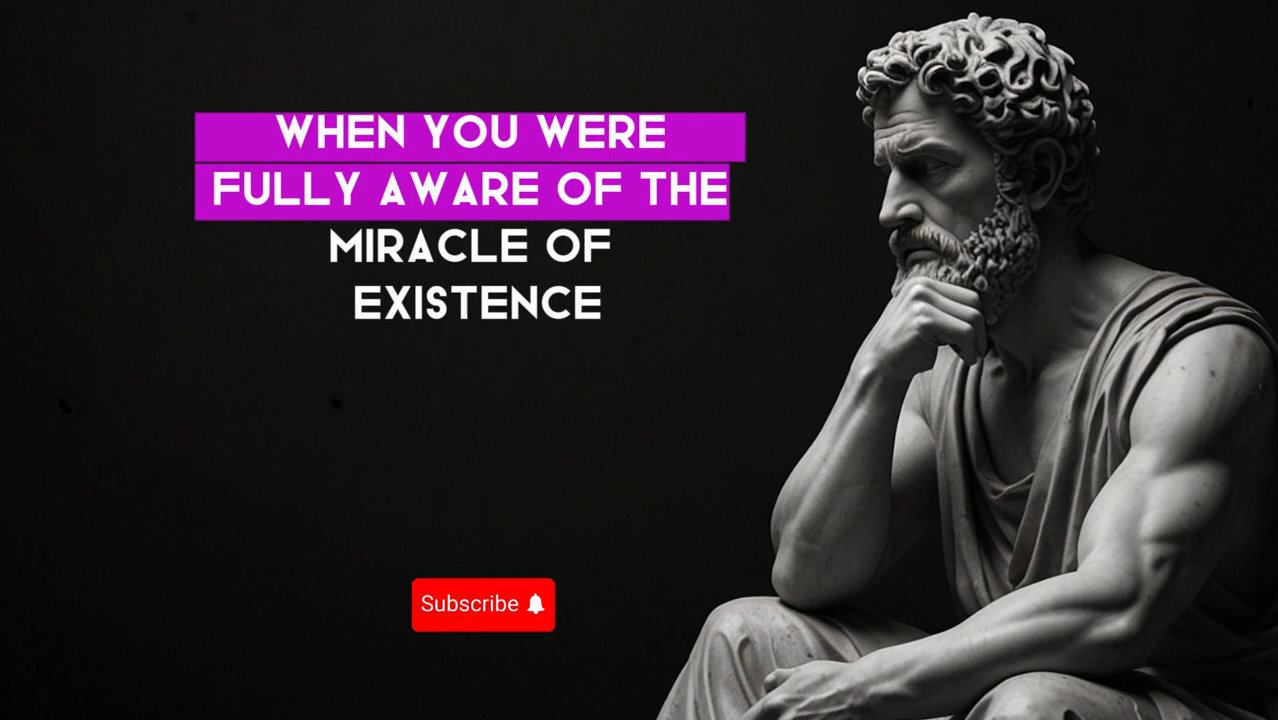 WHEN YOU WERE
FULLY AWARE OF THE
MIRACLE OF
EXISTENCE
Subscribe